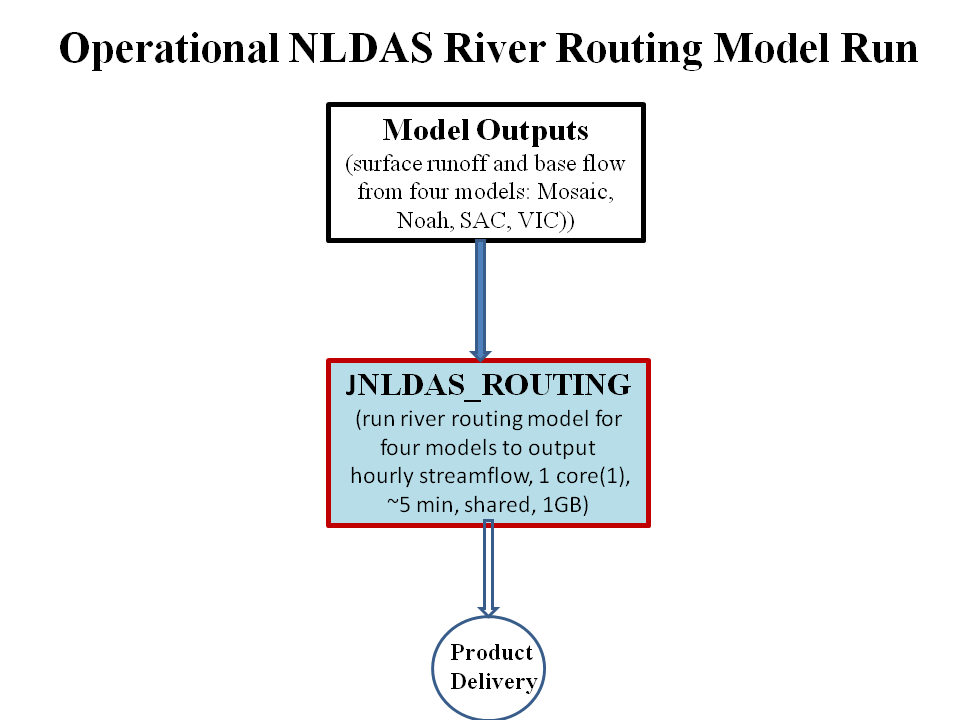 Operational NLDAS River Routing Model Run
Model Outputs
(surface runoff and base flow
from four models: Mosaic,
Noah, SAC, VIC))
JNLDAS_ROUTING
(run river routing model for
four models to output
hourly streamflow, 1 core(1),
~5 min, shared, 1GB)
Product
Delivery